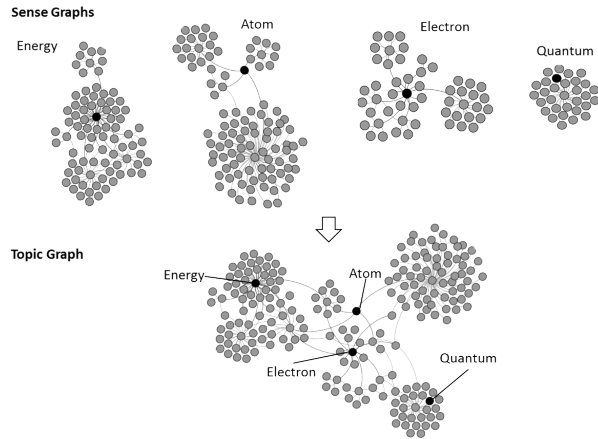 Sense Graphs
Energy
Atom
Electron
Quantum
Topic Graph
Energy
Atom
Electron
Quantum